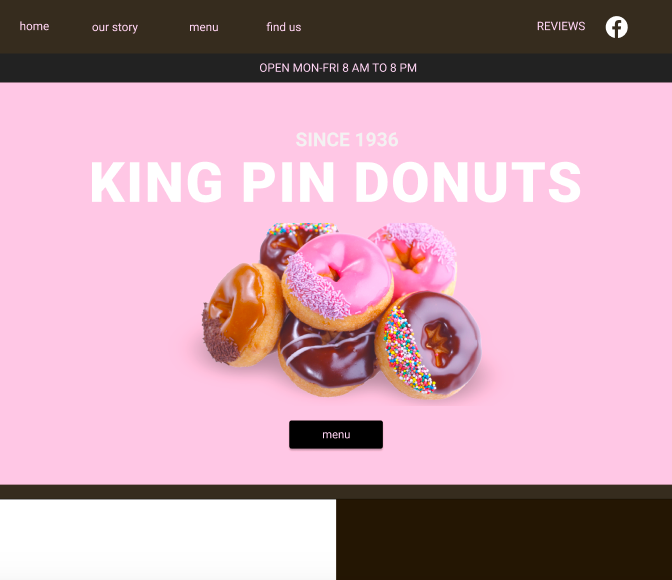 home our story menu find us REVIEWS
OPEN MON-FRI 8 AM TO 8 PM
SINCE 1936
KING PIN DONUTS
menu